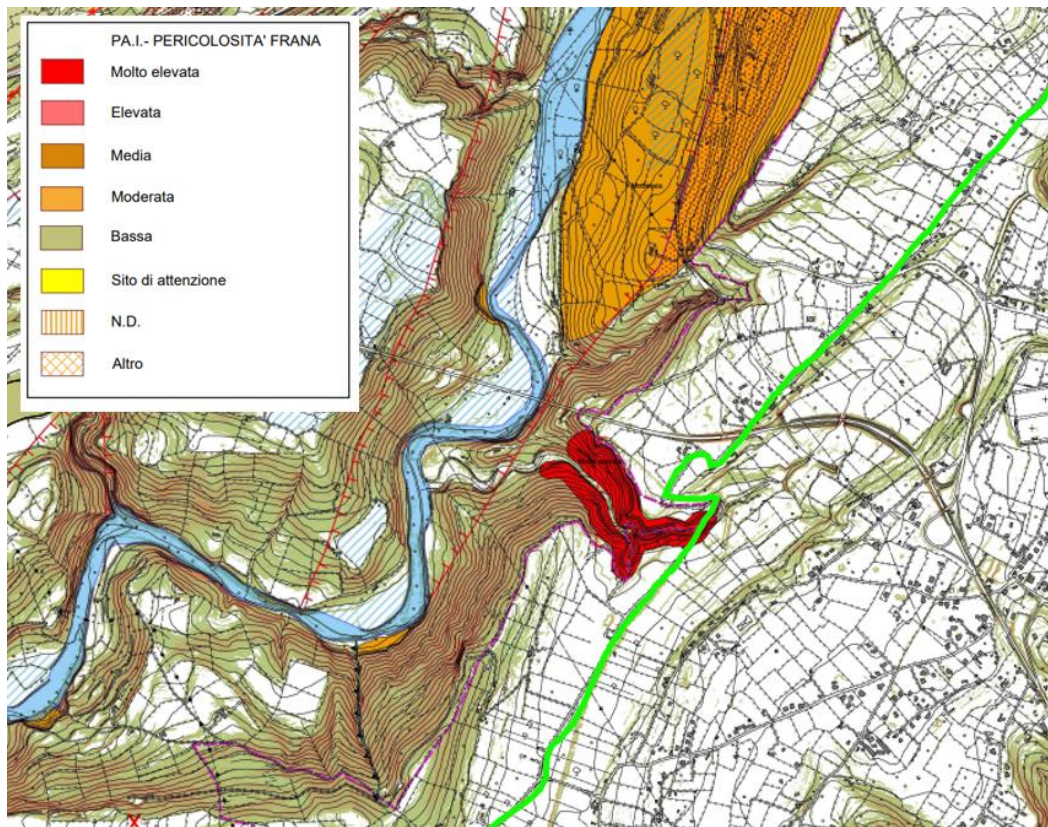 PA.I.- PERICOLOSITA' FRANA
Molto elevata
Elevata
Media
Moderata
Bassa
Sito di attenzione
N.D.
Altro